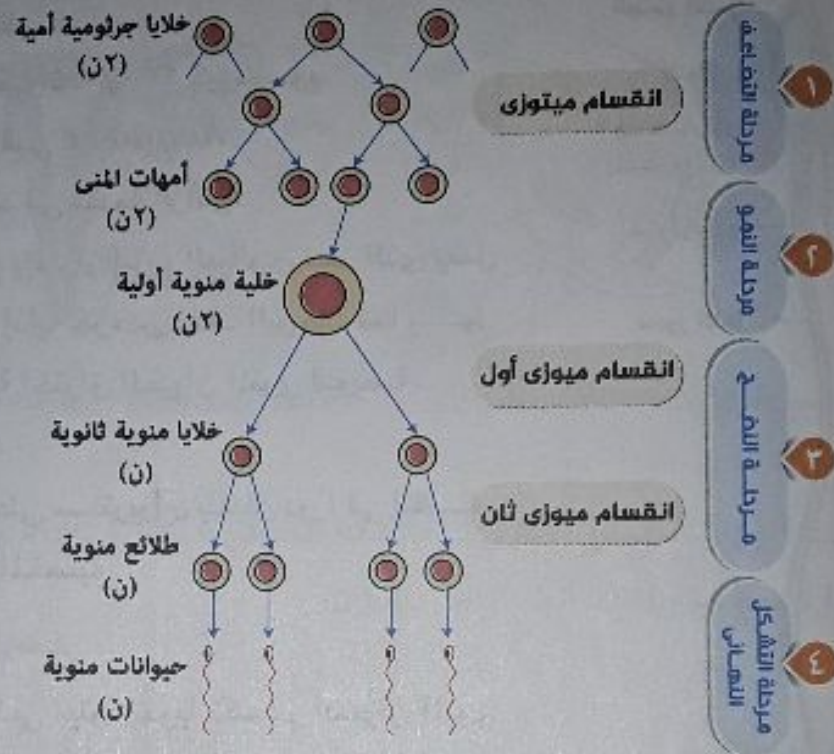 ١
مرحلة التضاعف
انقسام ميتوزى
خلايا جرثومية أمية
(٢ن)
أمهات المنى
(٢ن)
٢
مرحلة النمو
خلية منوية أولية
(٢ن)
٣
مرحلة النضج
انقسام ميوزى أول
خلايا منوية ثانوية
(ن)
انقسام ميوزى ثان
طلائع منوية
(ن)
٤
مرحلة التشكل
النهائى
حيوانات منوية
(ن)